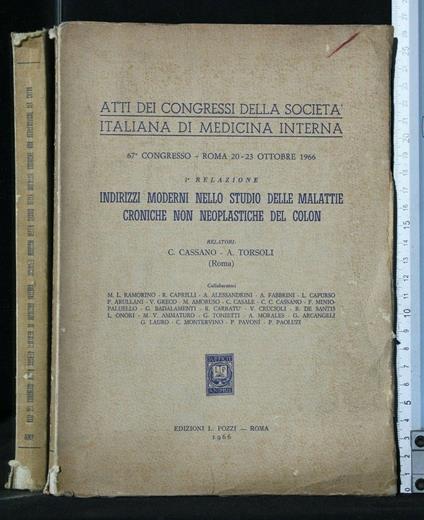 ATTI DEI CONGRESSI DELLA SOCIETA'
ITALIANA DI MEDICINA INTERNA
67° CONGRESSO - ROMA 20-23 OTTOBRE 1966
1ª RELAZIONE
INDIRIZZI MODERNI NELLO STUDIO DELLE MALATTIE
CRONICHE NON NEOPLASTICHE DEL COLON
RELATORI:
C. CASSANO - A. TORSOLI
(Roma)
Collaboratori
M. L. RAMORINO - R. CAPRILLI - A. ALESSANDRINI - A. FABBRINI - L. CAPURSO
P. ARULLANI - V. GRECO - M. AMORUSO - C. CASALE - C. C. CASSANO - F. MINIO-
PALUELLO - G. BADALAMENTI - R. CARRATU' - V. CRUCIOLI - R. DE SANTIS
L. ONORI - M. V. AMMATURO - G. TONIETTI - A. MORALES - G. ARCANGELI
G. LAURO - C. MONTERVINO - P. PAVONI - P. PAOLUZI
EDIZIONI L. POZZI - ROMA
1966